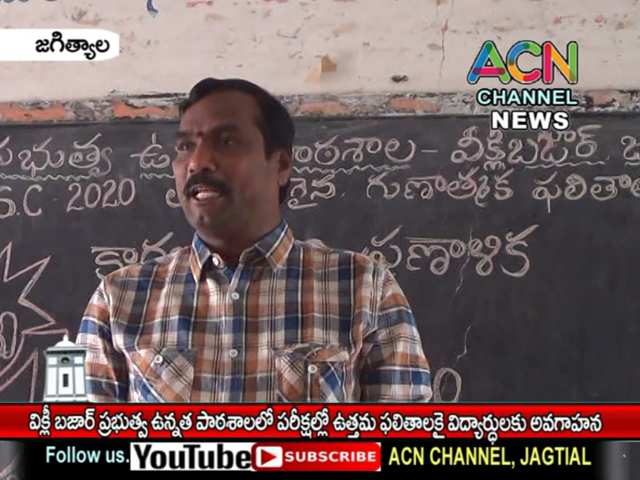 జగిత్యాల
ACN
CHANNEL
NEWS
ప్రభుత్వ ఉ పాఠశాల - వీక్లీబజార్
S.C 2020 గుణాత్మక ఫలితా
ప్రణాళిక
విక్లీ బజార్ ప్రభుత్వ ఉన్నత పాఠశాలలో పరీక్షల్లో ఉత్తమ ఫలితాలకై విద్యార్థులకు అవగాహన
Follow us. YouTube SUBSCRIBE ACN CHANNEL, JAGTIAL